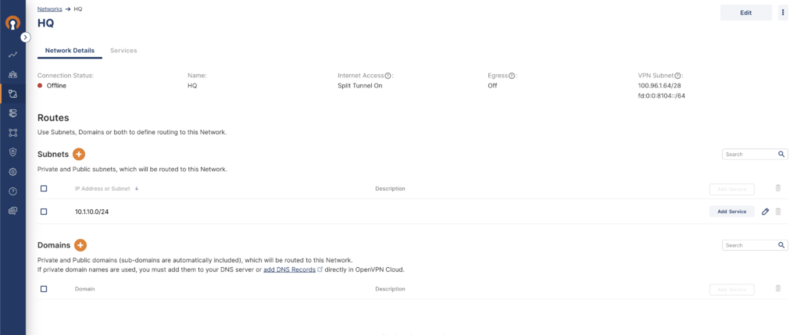 Networks → HQ
HQ
Edit
Network Details Services
Connection Status: Name: Internet Access: Egress: VPN Subnet:
Offline HQ Split Tunnel On Off 100.96.1.64/28
fd:0:0:8104::/64
Routes
Use Subnets, Domains or both to define routing to this Network.
Subnets
Search
Private and Public subnets, which will be routed to this Network.
IP Address or Subnet Description Add Service
10.1.10.0/24 Add Service
Domains
Search
Private and Public domains (sub-domains are automatically included), which will be routed to this Network.
If private domain names are used, you must add them to your DNS server or add DNS Records directly in OpenVPN Cloud.
Domain Description Add Service